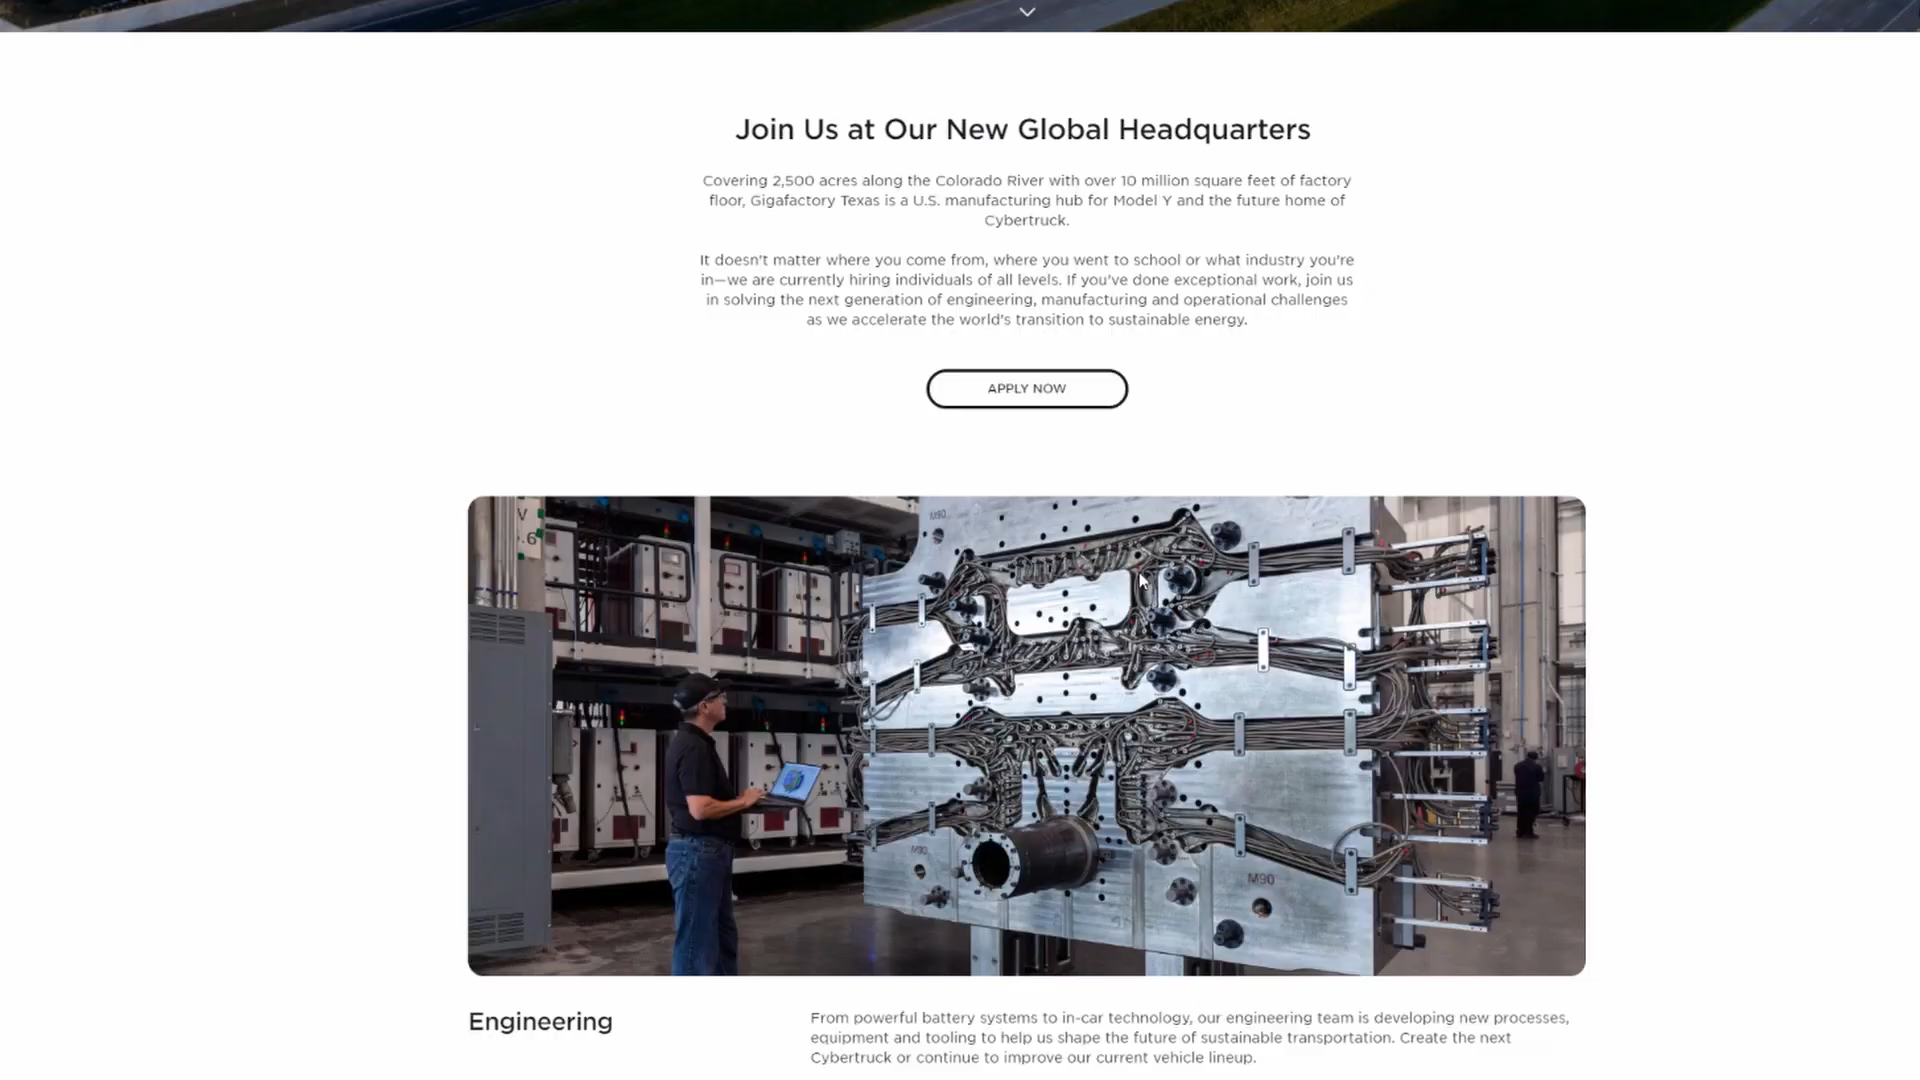 Join Us at Our New Global Headquarters
Covering 2,500 acres along the Colorado River with over 10 million square feet of factory
floor, Gigafactory Texas is a U.S. manufacturing hub for Model Y and the future home of
Cybertruck.
It doesn't matter where you come from, where you went to school or what industry you're
in—we are currently hiring individuals of all levels. If you've done exceptional work, join us
in solving the next generation of engineering, manufacturing and operational challenges
as we accelerate the world's transition to sustainable energy.
APPLY NOW
V
.6
M90
M90
M90
Engineering
From powerful battery systems to in-car technology, our engineering team is developing new processes,
equipment and tooling to help us shape the future of sustainable transportation. Create the next
Cybertruck or continue to improve our current vehicle lineup.